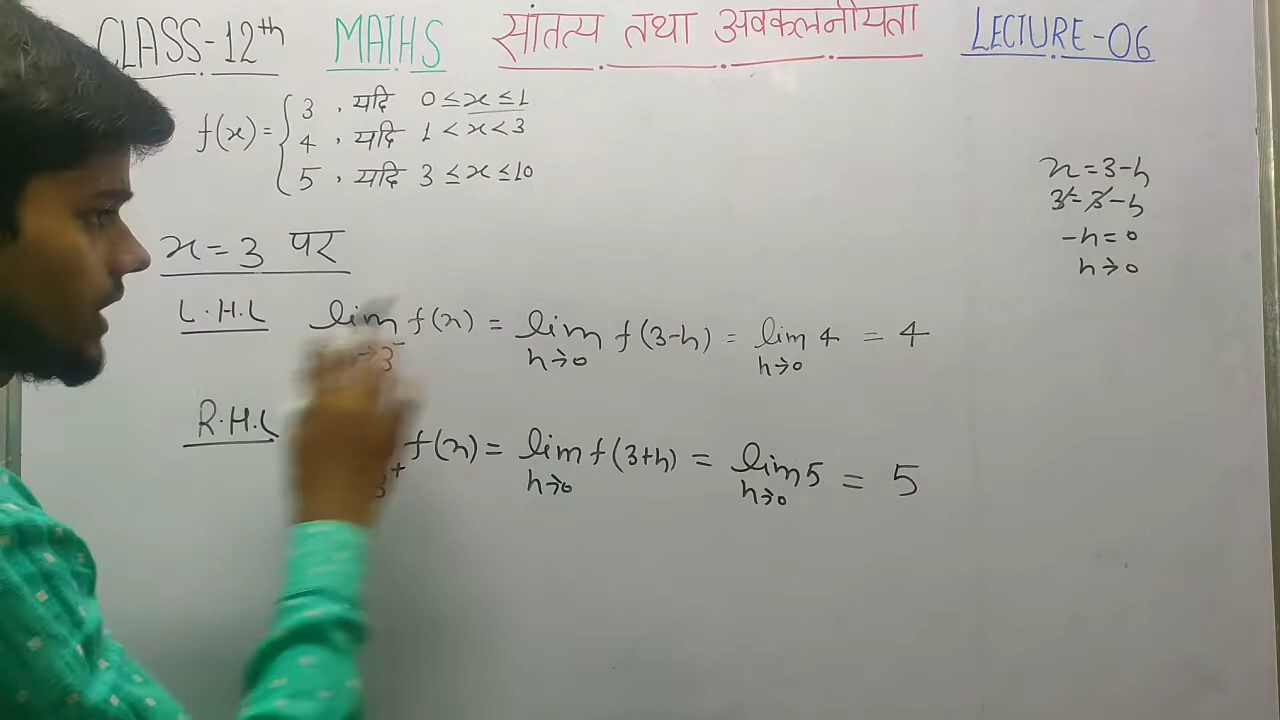 CLASS-12th MATHS सांतत्य तथा अवकलनीयता LECTURE-06
f(x) = { 3 , यदि 0 ≤ x ≤ 1
4 , यदि 1 < x < 3
5 , यदि 3 ≤ x ≤ 10
x = 3 पर
L.H.L lim x→3⁻ f(x) = lim h→0 f(3-h) = lim h→0 4 = 4
R.H.L 3⁺ f(x) = lim h→0 f(3+h) = lim h→0 5 = 5
x = 3-h
3 = 3-h
-h = 0
h→0